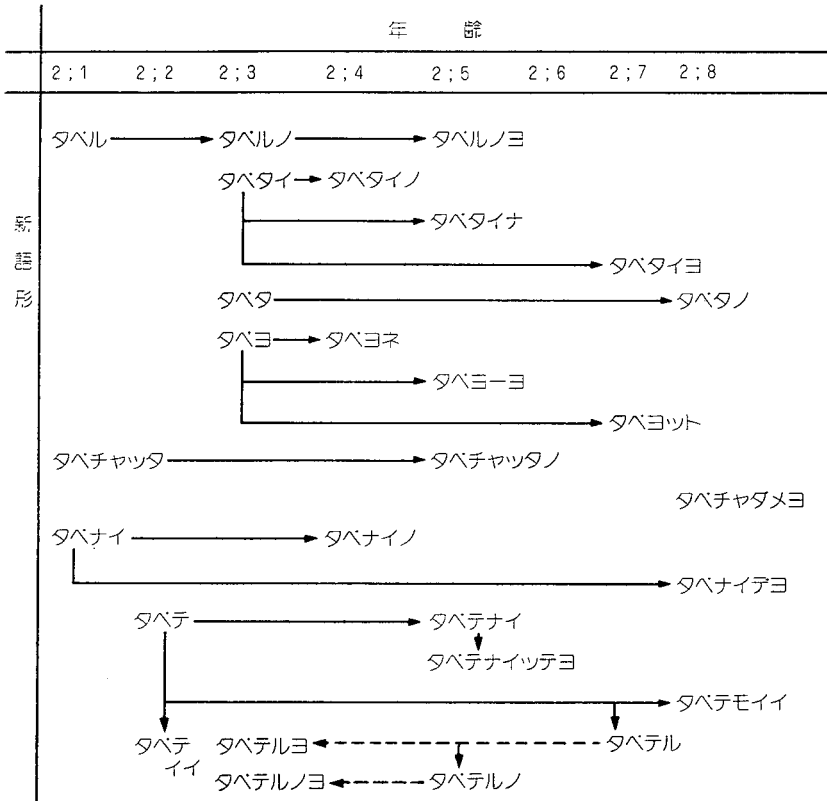 年 齢
2;1 2;2 2;3 2;4 2;5 2;6 2;7 2;8
新語形
タベル タベルノ タベルノヨ
タベタイ タベタイノ
タベタイナ
タベタイヨ
タベタ タベタノ
タベヨ タベヨネ
タベヨーヨ
タベヨット
タベチャッタ タベチャッタノ
タベチャダメヨ
タベナイ タベナイノ
タベナイデヨ
タベテ タベテナイ
タベテナイッテヨ
タベテモイイ
タベテ タベテルヨ タベテル
イイ
タベテルノヨ タベテルノ